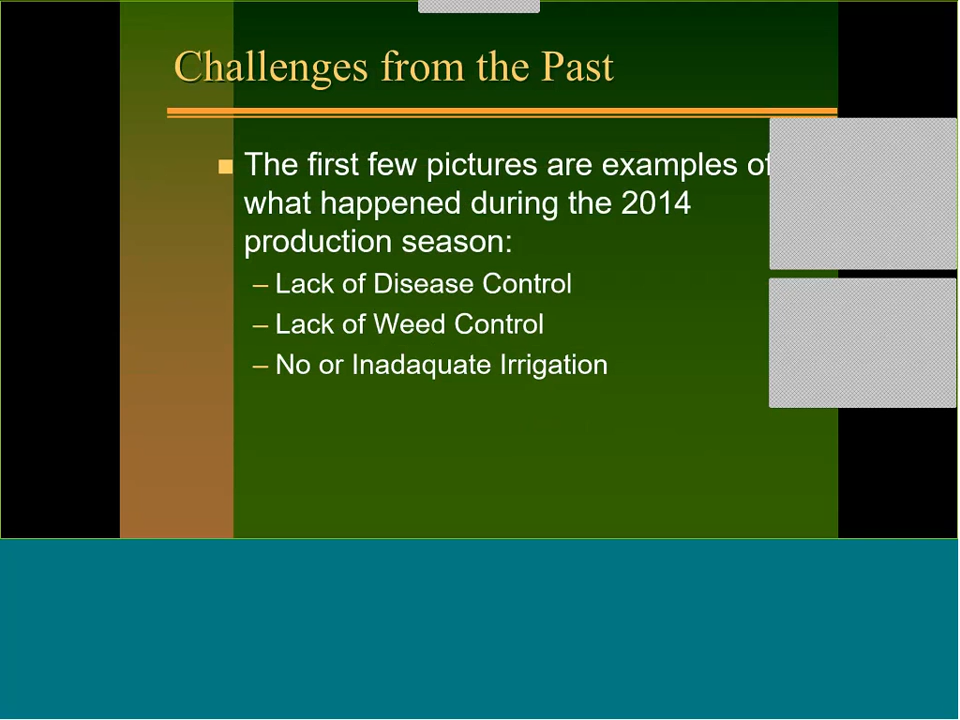 Challenges from the Past
■ The first few pictures are examples of
what happened during the 2014
production season:
– Lack of Disease Control
– Lack of Weed Control
– No or Inadaquate Irrigation